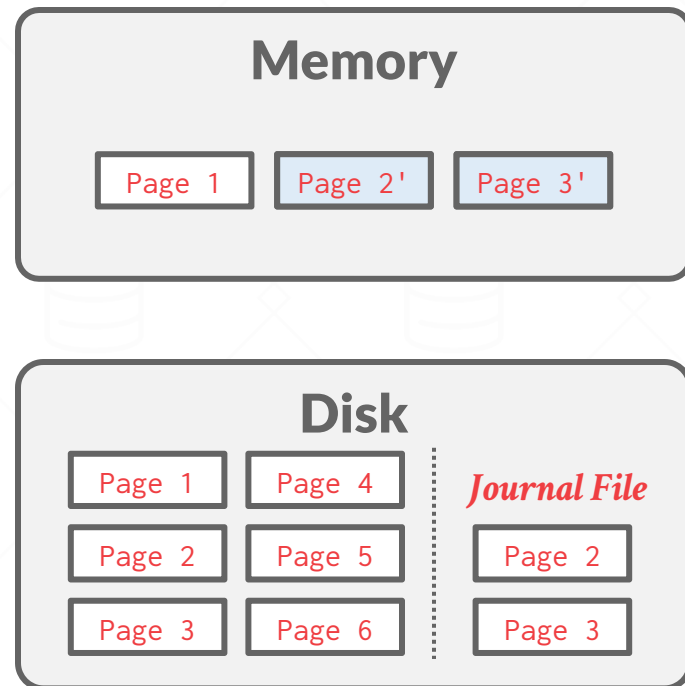 Memory
Page 1 Page 2' Page 3'
Disk
Page 1 Page 4 Journal File
Page 2 Page 5 Page 2
Page 3 Page 6 Page 3